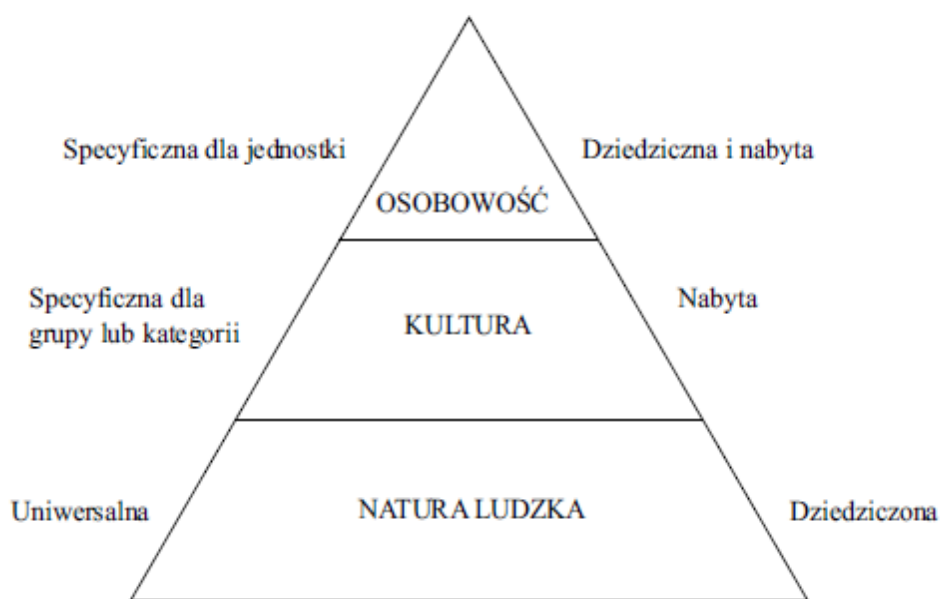 Specyficzna dla jednostki
Dziedziczna i nabyta
OSOBOWOŚĆ
Specyficzna dla
grupy lub kategorii
Nabyta
KULTURA
Uniwersalna
NATURA LUDZKA
Dziedziczona